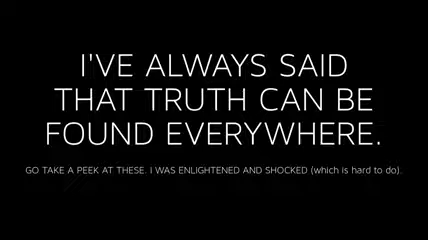 I'VE ALWAYS SAID
THAT TRUTH CAN BE
FOUND EVERYWHERE.
GO TAKE A PEEK AT THESE. I WAS ENLIGHTENED AND SHOCKED (which is hard to do).